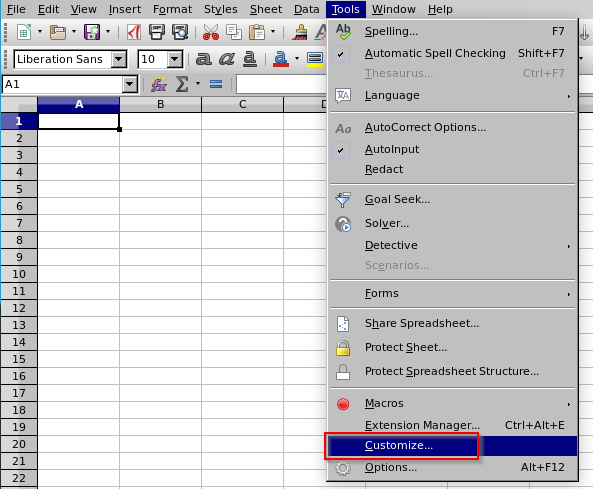 File Edit View Insert Format Styles Sheet Data Tools Window Help
Liberation Sans 10
A1
A B C
1
2
3
4
5
6
7
8
9
10
11
12
13
14
15
16
17
18
19
20
21
22
Spelling... F7
Automatic Spell Checking Shift+F7
Thesaurus... Ctrl+F7
Language
AutoCorrect Options...
AutoInput
Redact
Goal Seek...
Solver...
Detective
Scenarios...
Forms
Share Spreadsheet...
Protect Sheet...
Protect Spreadsheet Structure...
Macros
Extension Manager... Ctrl+Alt+E
Customize...
Options... Alt+F12